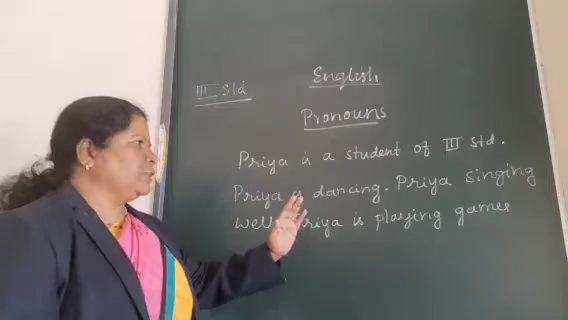 English
III Std
Pronouns
Priya is a student of III Std.
Priya is dancing. Priya singing
well. Priya is playing games